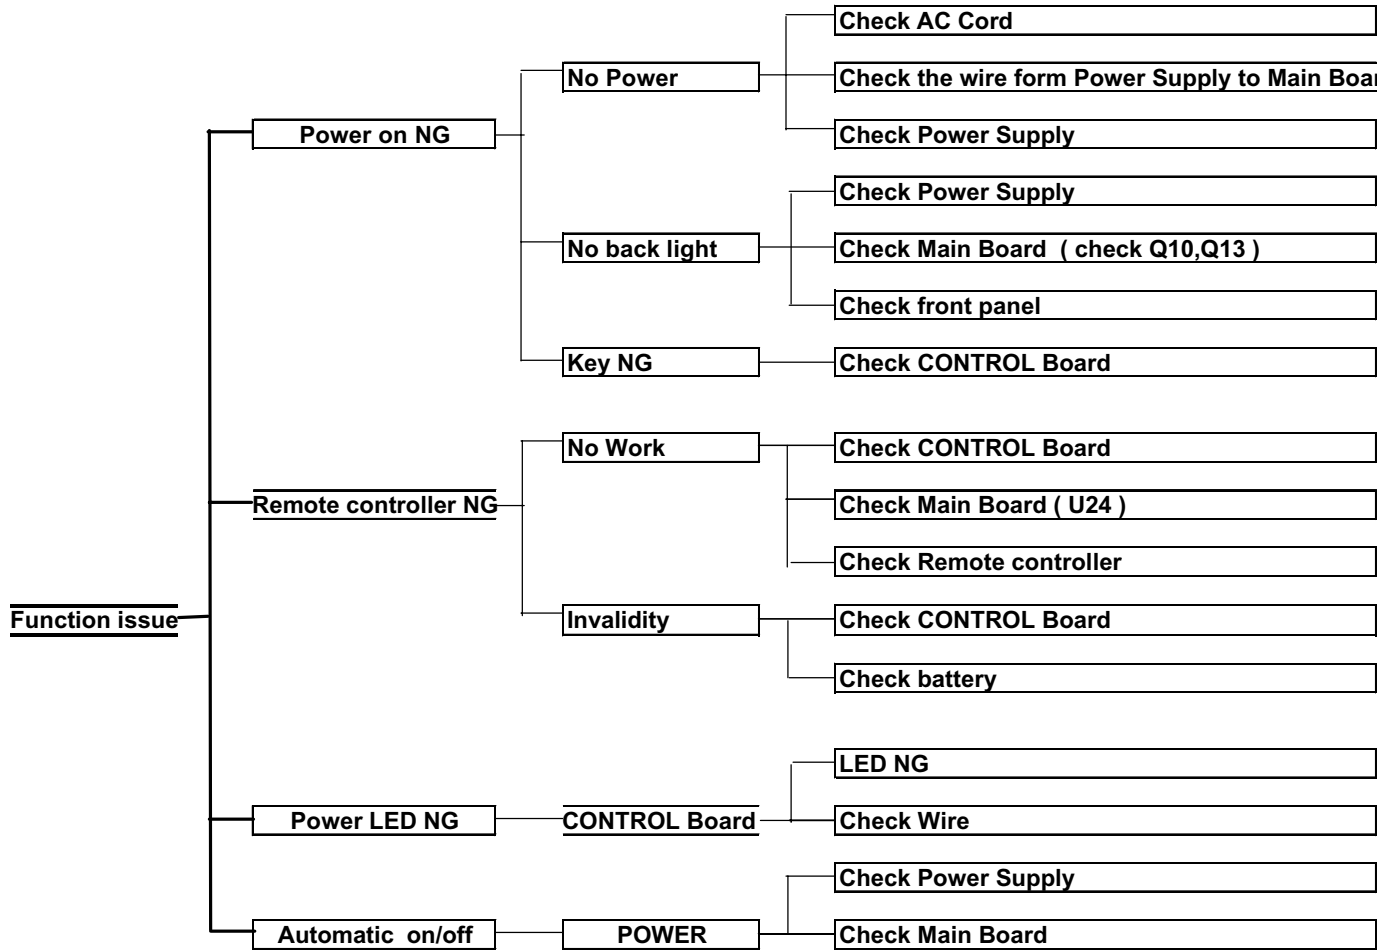 Check AC Cord
No Power
Check the wire form Power Supply to Main Boar
Power on NG
Check Power Supply
Check Power Supply
No back light
Check Main Board ( check Q10,Q13 )
Check front panel
Key NG
Check CONTROL Board
No Work
Check CONTROL Board
Remote controller NG
Check Main Board ( U24 )
Check Remote controller
Function issue
Invalidity
Check CONTROL Board
Check battery
LED NG
Power LED NG
CONTROL Board
Check Wire
Check Power Supply
Automatic on/off
POWER
Check Main Board